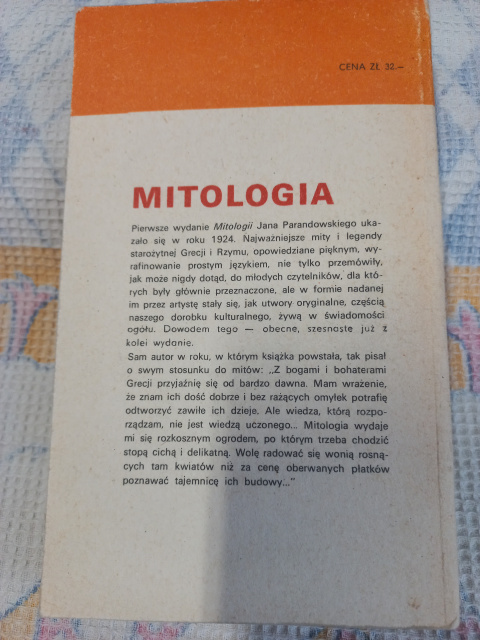 CENA ZŁ 32.—
MITOLOGIA
Pierwsze wydanie Mitologii Jana Parandowskiego uka-
zało się w roku 1924. Najważniejsze mity i legendy
starożytnej Grecji i Rzymu, opowiedziane pięknym, wy-
rafinowanie prostym językiem, nie tylko przemówiły,
jak może nigdy dotąd, do młodych czytelników, dla któ-
rych były głównie przeznaczone, ale w formie nadanej
im przez artystę stały się, jak utwory oryginalne, częścią
naszego dorobku kulturalnego, żywą w świadomości
ogółu. Dowodem tego — obecne, szesnaste już z
kolei wydanie.
Sam autor w roku, w którym książka powstała, tak pisał
o swym stosunku do mitów: „Z bogami i bohaterami
Grecji przyjaźnię się od bardzo dawna. Mam wrażenie,
że znam ich dość dobrze i bez rażących omyłek potrafię
odtworzyć zawiłe ich dzieje. Ale wiedza, którą rozpo-
rządzam, nie jest wiedzą uczonego... Mitologia wydaje
mi się rozkosznym ogrodem, po którym trzeba chodzić
stopą cichą i delikatną. Wolę radować się wonią rosną-
cych tam kwiatów niż za cenę oberwanych płatków
poznawać tajemnicę ich budowy..."